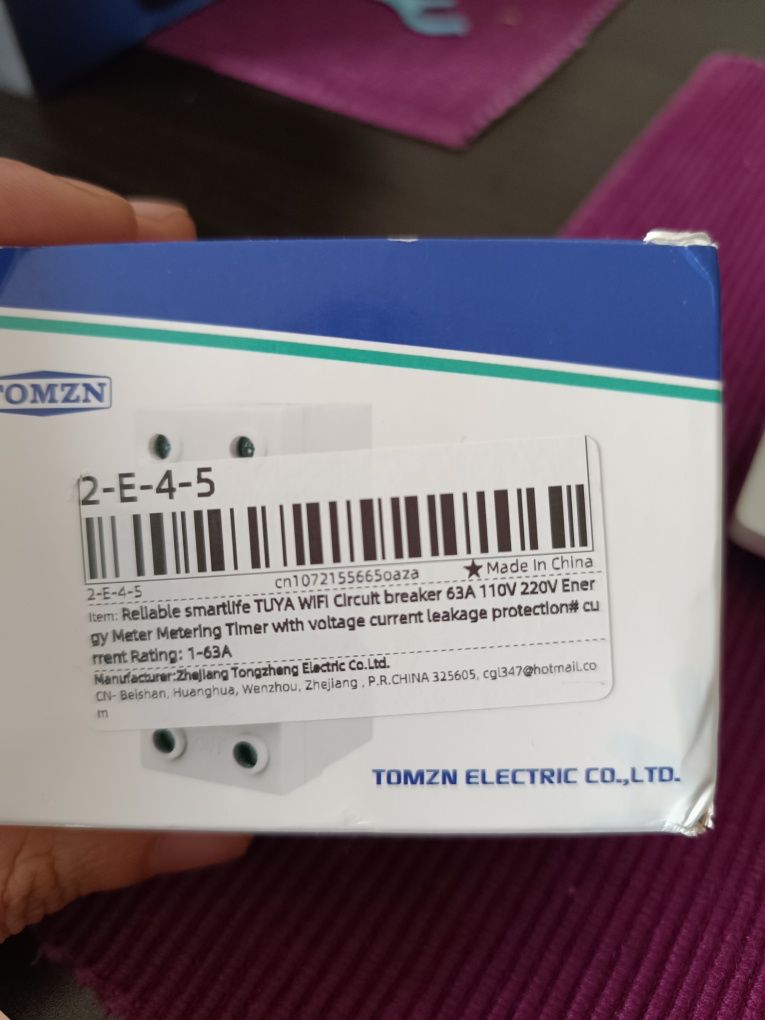 TOMZN
2-E-4-5
2-E-4-5
cn1072155665oaza
★Made In China
Item: Reliable smartlife TUYA WIFI Circuit breaker 63A 110V 220V Ener
gy Meter Metering Timer with voltage current leakage protection# cu
rrent Rating: 1-63A
Manufacturer:Zhejiang Tongzheng Electric Co.Ltd.
CN- Beishan, Huanghua, Wenzhou, Zhejiang , P.R.CHINA 325605, cgl347@hotmail.co
m
TOMZN ELECTRIC CO.,LTD.